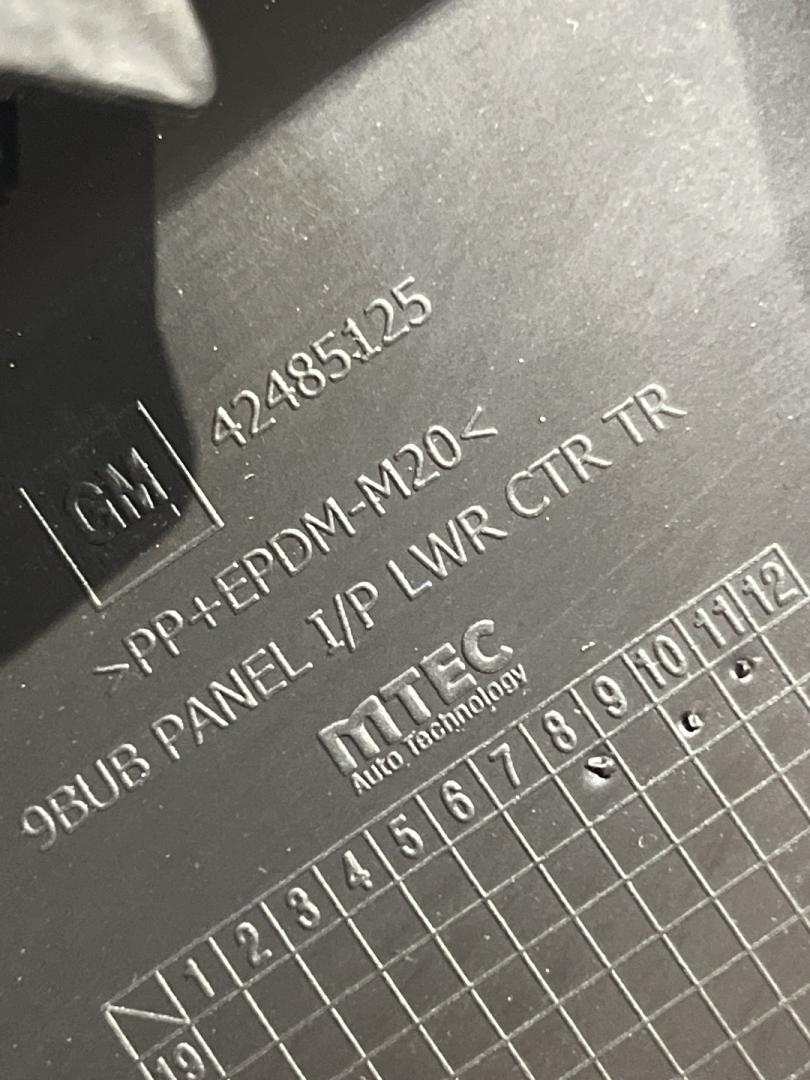 42485125
GM
>PP+EPDM-M20<
9BUB PANEL I/P LWR CTR TR
MTEC
Auto Technology
1 2 3 4 5 6 7 8 9 10 11 12
19